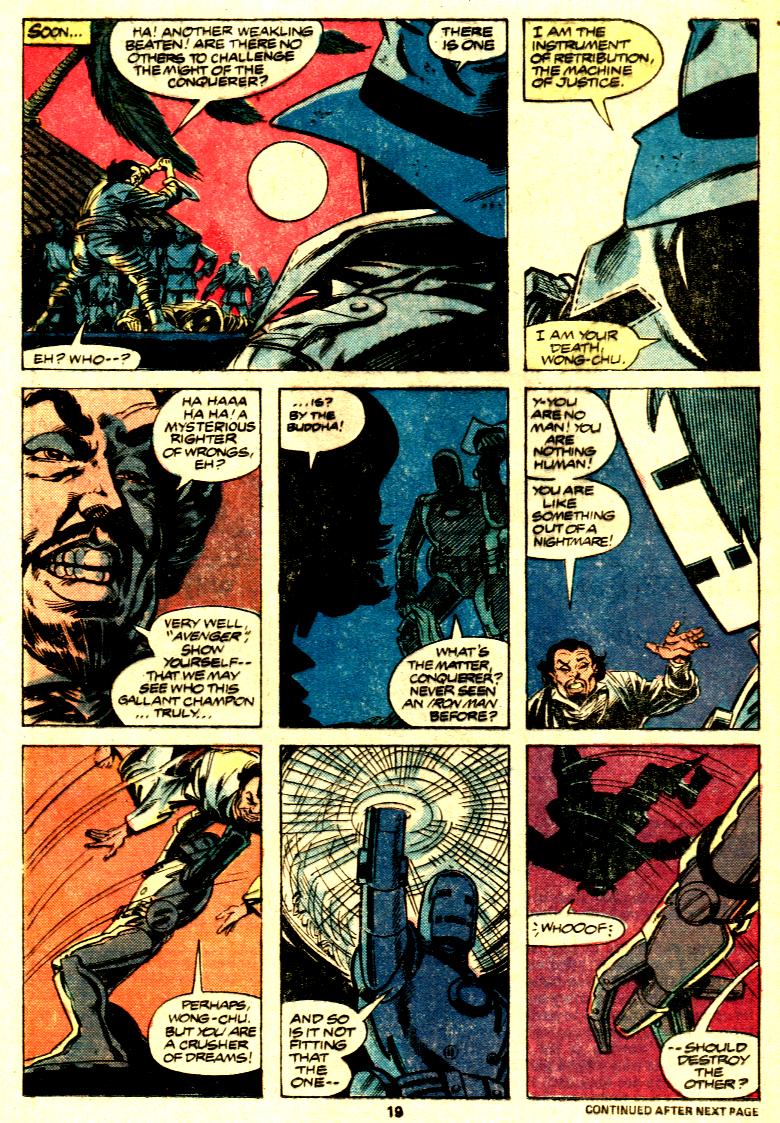 SOON...
HA! ANOTHER WEAKLING
BEATEN! ARE THERE NO
OTHERS TO CHALLENGE
THE MIGHT OF THE
CONQUERER?
THERE
IS ONE
EH? WHO--?
I AM THE
INSTRUMENT
OF RETRIBUTION,
THE MACHINE
OF JUSTICE.
I AM YOUR
DEATH,
WONG-CHU.
HA HAAA
HA HA! A
MYSTERIOUS
RIGHTER
OF WRONGS,
EH?
VERY WELL,
"AVENGER",
SHOW
YOURSELF--
THAT WE MAY
SEE WHO THIS
GALLANT CHAMPION
... TRULY...
...IS?
BY THE
BUDDHA!
WHAT'S
THE MATTER,
CONQUERER?
NEVER SEEN
AN IRON MAN
BEFORE?
Y-YOU
ARE NO
MAN! YOU
ARE
NOTHING
HUMAN!
YOU ARE
LIKE
SOMETHING
OUT OF A
NIGHTMARE!
PERHAPS,
WONG-CHU.
BUT YOU ARE
A CRUSHER
OF DREAMS!
AND SO
IS IT NOT
FITTING
THAT
THE
ONE--
WHOOOF
--SHOULD
DESTROY
THE
OTHER?
19
CONTINUED AFTER NEXT PAGE